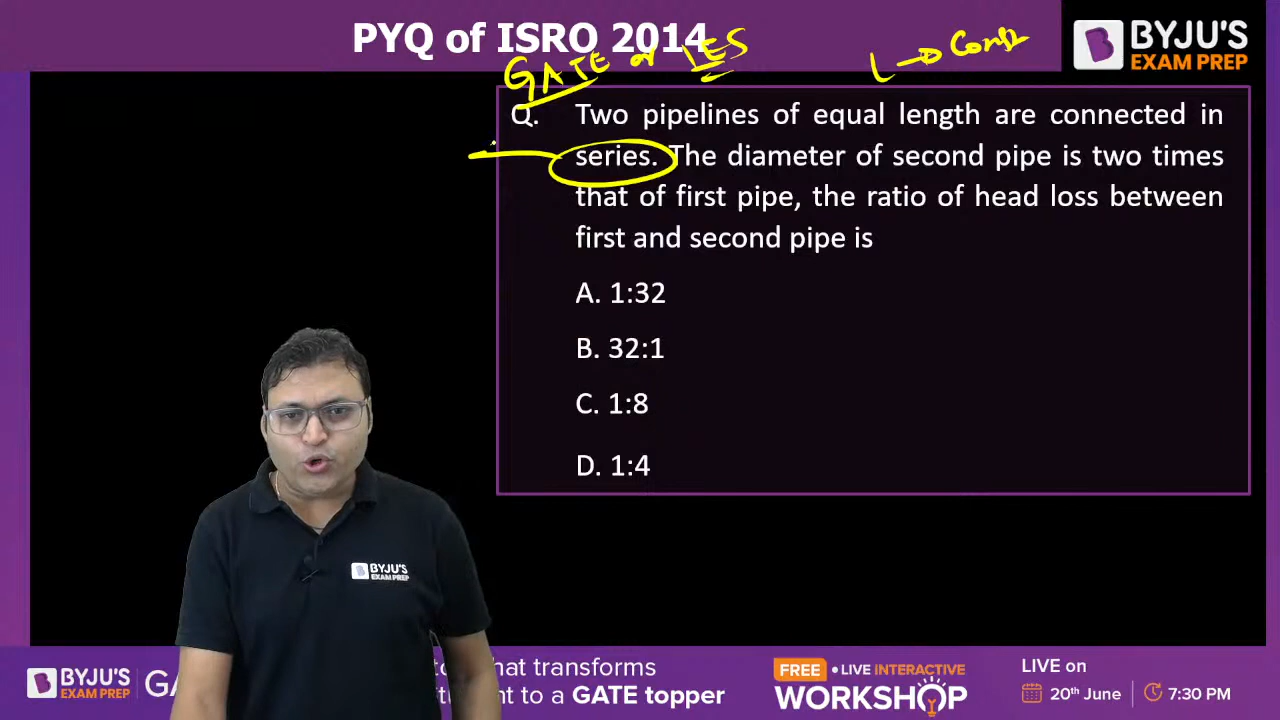 PYQ of ISRO 2014
BYJU'S
EXAM PREP
GATE or IES
L → Const
Q. Two pipelines of equal length are connected in
series. The diameter of second pipe is two times
that of first pipe, the ratio of head loss between
first and second pipe is
A. 1:32
B. 32:1
C. 1:8
D. 1:4
BYJU'S
EXAM PREP
BYJU'S
EXAM PREP
GA
hat transforms
nt to a GATE topper
FREE • LIVE INTERACTIVE
WORKSHOP
LIVE on
20th June 7:30 PM